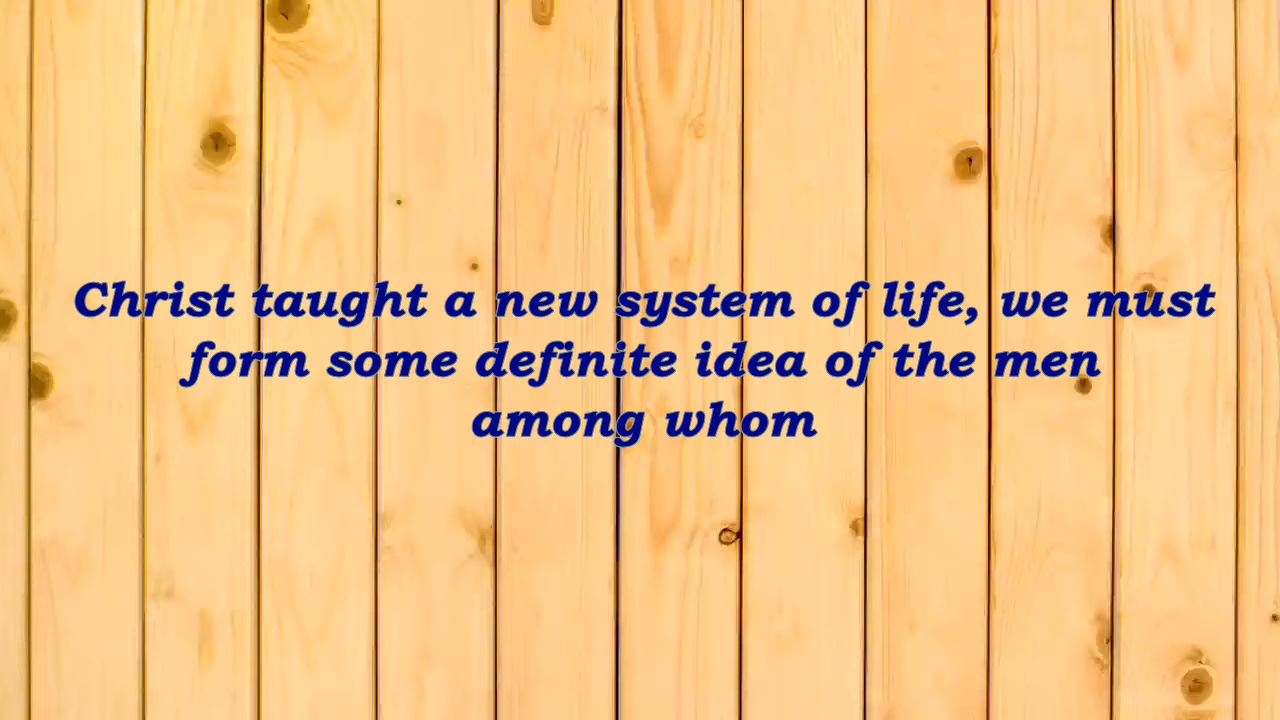 Christ taught a new system of life, we must
form some definite idea of the men
among whom